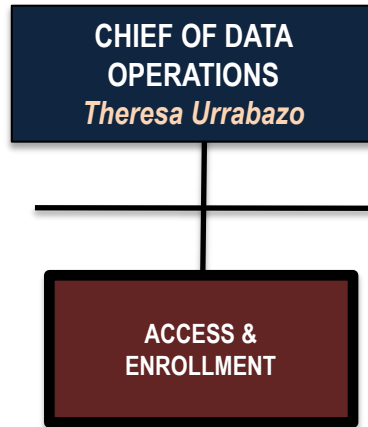 CHIEF OF DATA
OPERATIONS
Theresa Urrabazo
ACCESS &
ENROLLMENT